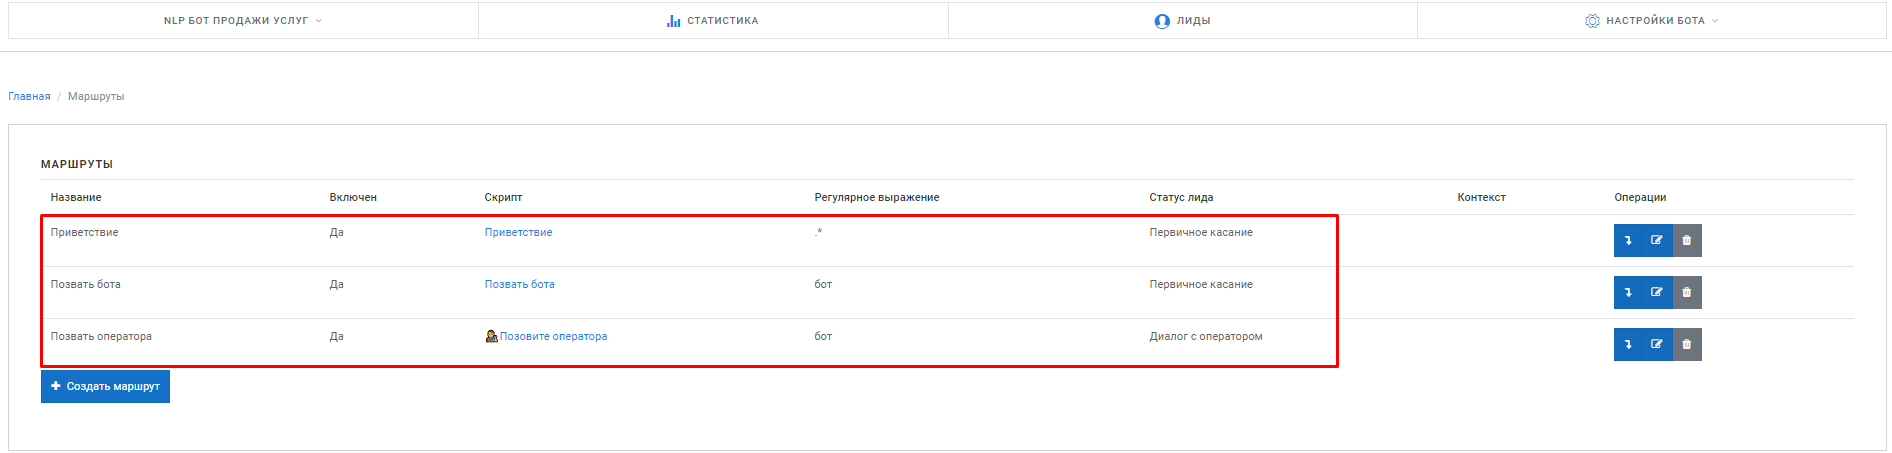 NLP БОТ ПРОДАЖИ УСЛУГ СТАТИСТИКА ЛИДЫ НАСТРОЙКИ БОТА
Главная / Маршруты
МАРШРУТЫ
Название Включен Скрипт Регулярное выражение Статус лида Контекст Операции
Приветствие Да Приветствие .* Первичное касание
Позвать бота Да Позвать бота бот Первичное касание
Позвать оператора Да Позовите оператора бот Диалог с оператором
Создать маршрут